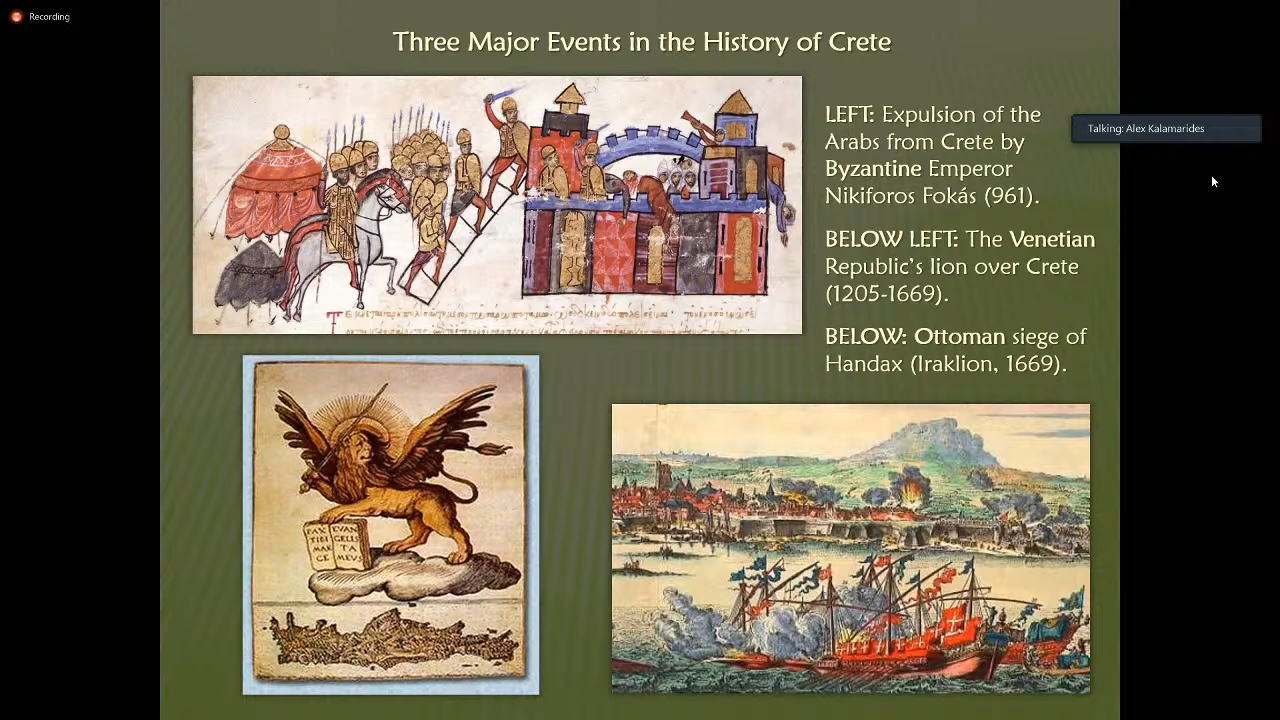 Recording
Three Major Events in the History of Crete
LEFT: Expulsion of the
Arabs from Crete by
Byzantine Emperor
Nikiforos Fokás (961).
Talking: Alex Kalamarides
BELOW LEFT: The Venetian
Republic's lion over Crete
(1205-1669).
BELOW: Ottoman siege of
Handax (Iraklion, 1669).
PAX EVAN
TIBI GELIS
MAR TA
CE MEVS